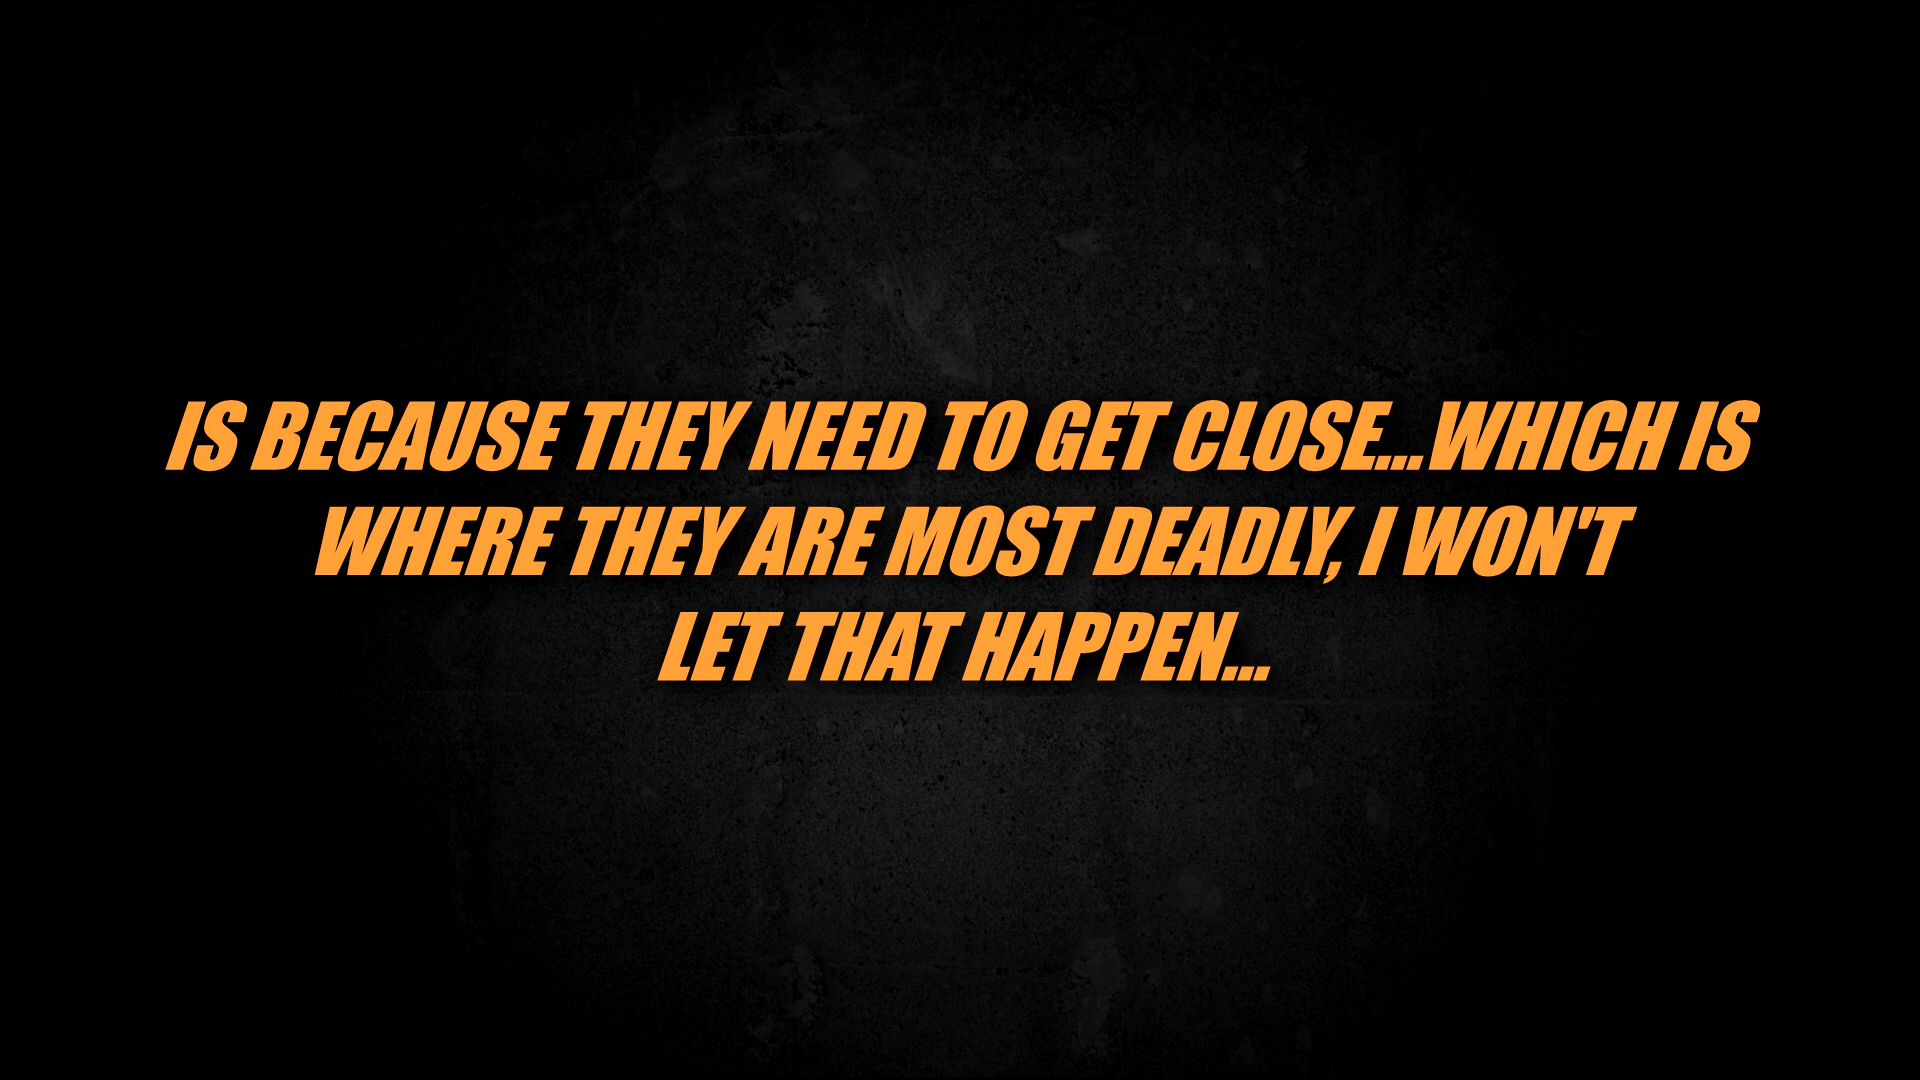 IS BECAUSE THEY NEED TO GET CLOSE...WHICH IS
WHERE THEY ARE MOST DEADLY, I WON'T
LET THAT HAPPEN...